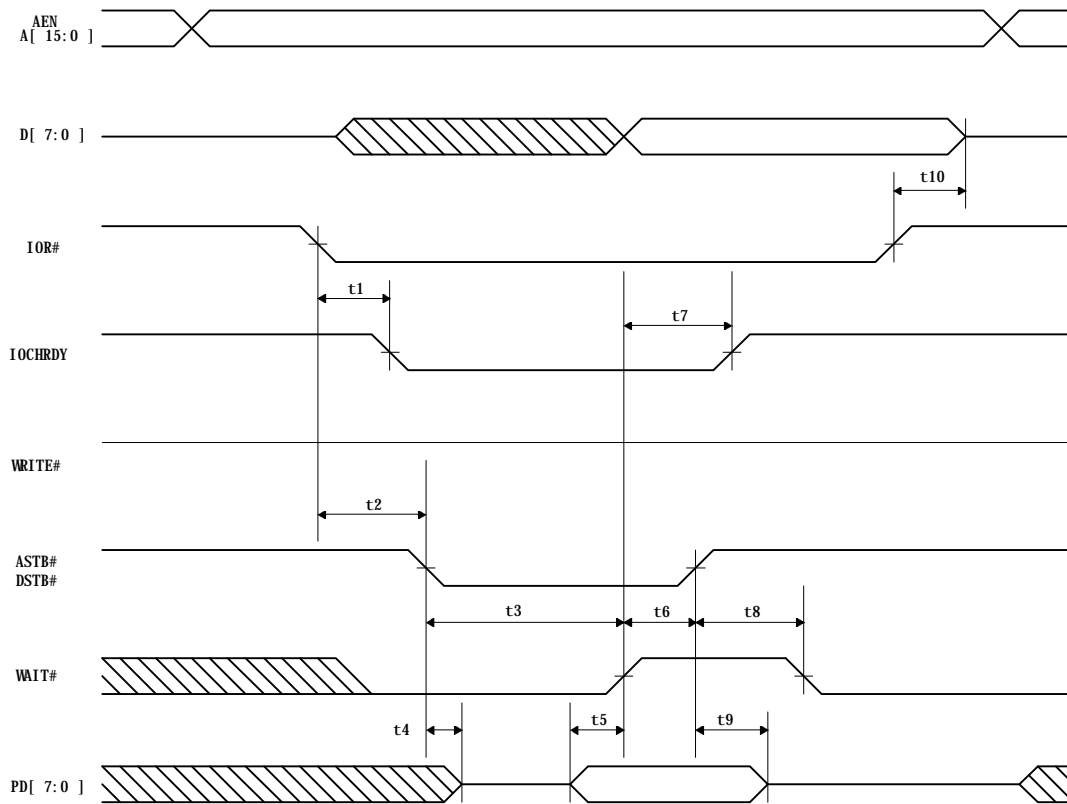 AEN
A[ 15:0 ]
D[ 7:0 ]
t10
IOR#
t1
t7
IOCHRDY
WRITE#
t2
ASTB#
DSTB#
t3
t6
t8
WAIT#
t4
t5
t9
PD[ 7:0 ]